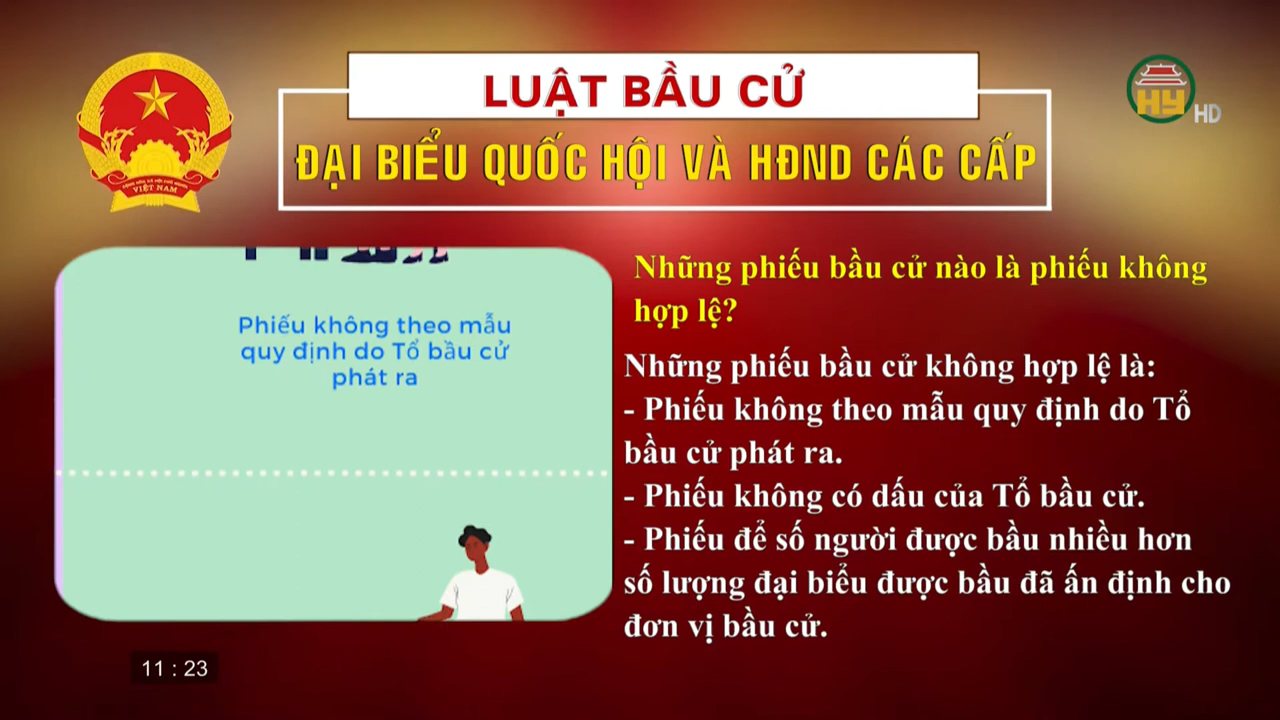 LUẬT BẦU CỬ
ĐẠI BIỂU QUỐC HỘI VÀ HĐND CÁC CẤP
VIỆT NAM
HY HD
Phiếu không theo mẫu
quy định do Tổ bầu cử
phát ra
Những phiếu bầu cử nào là phiếu không
hợp lệ?
Những phiếu bầu cử không hợp lệ là:
- Phiếu không theo mẫu quy định do Tổ
bầu cử phát ra.
- Phiếu không có dấu của Tổ bầu cử.
- Phiếu để số người được bầu nhiều hơn
số lượng đại biểu được bầu đã ấn định cho
đơn vị bầu cử.
11 : 23